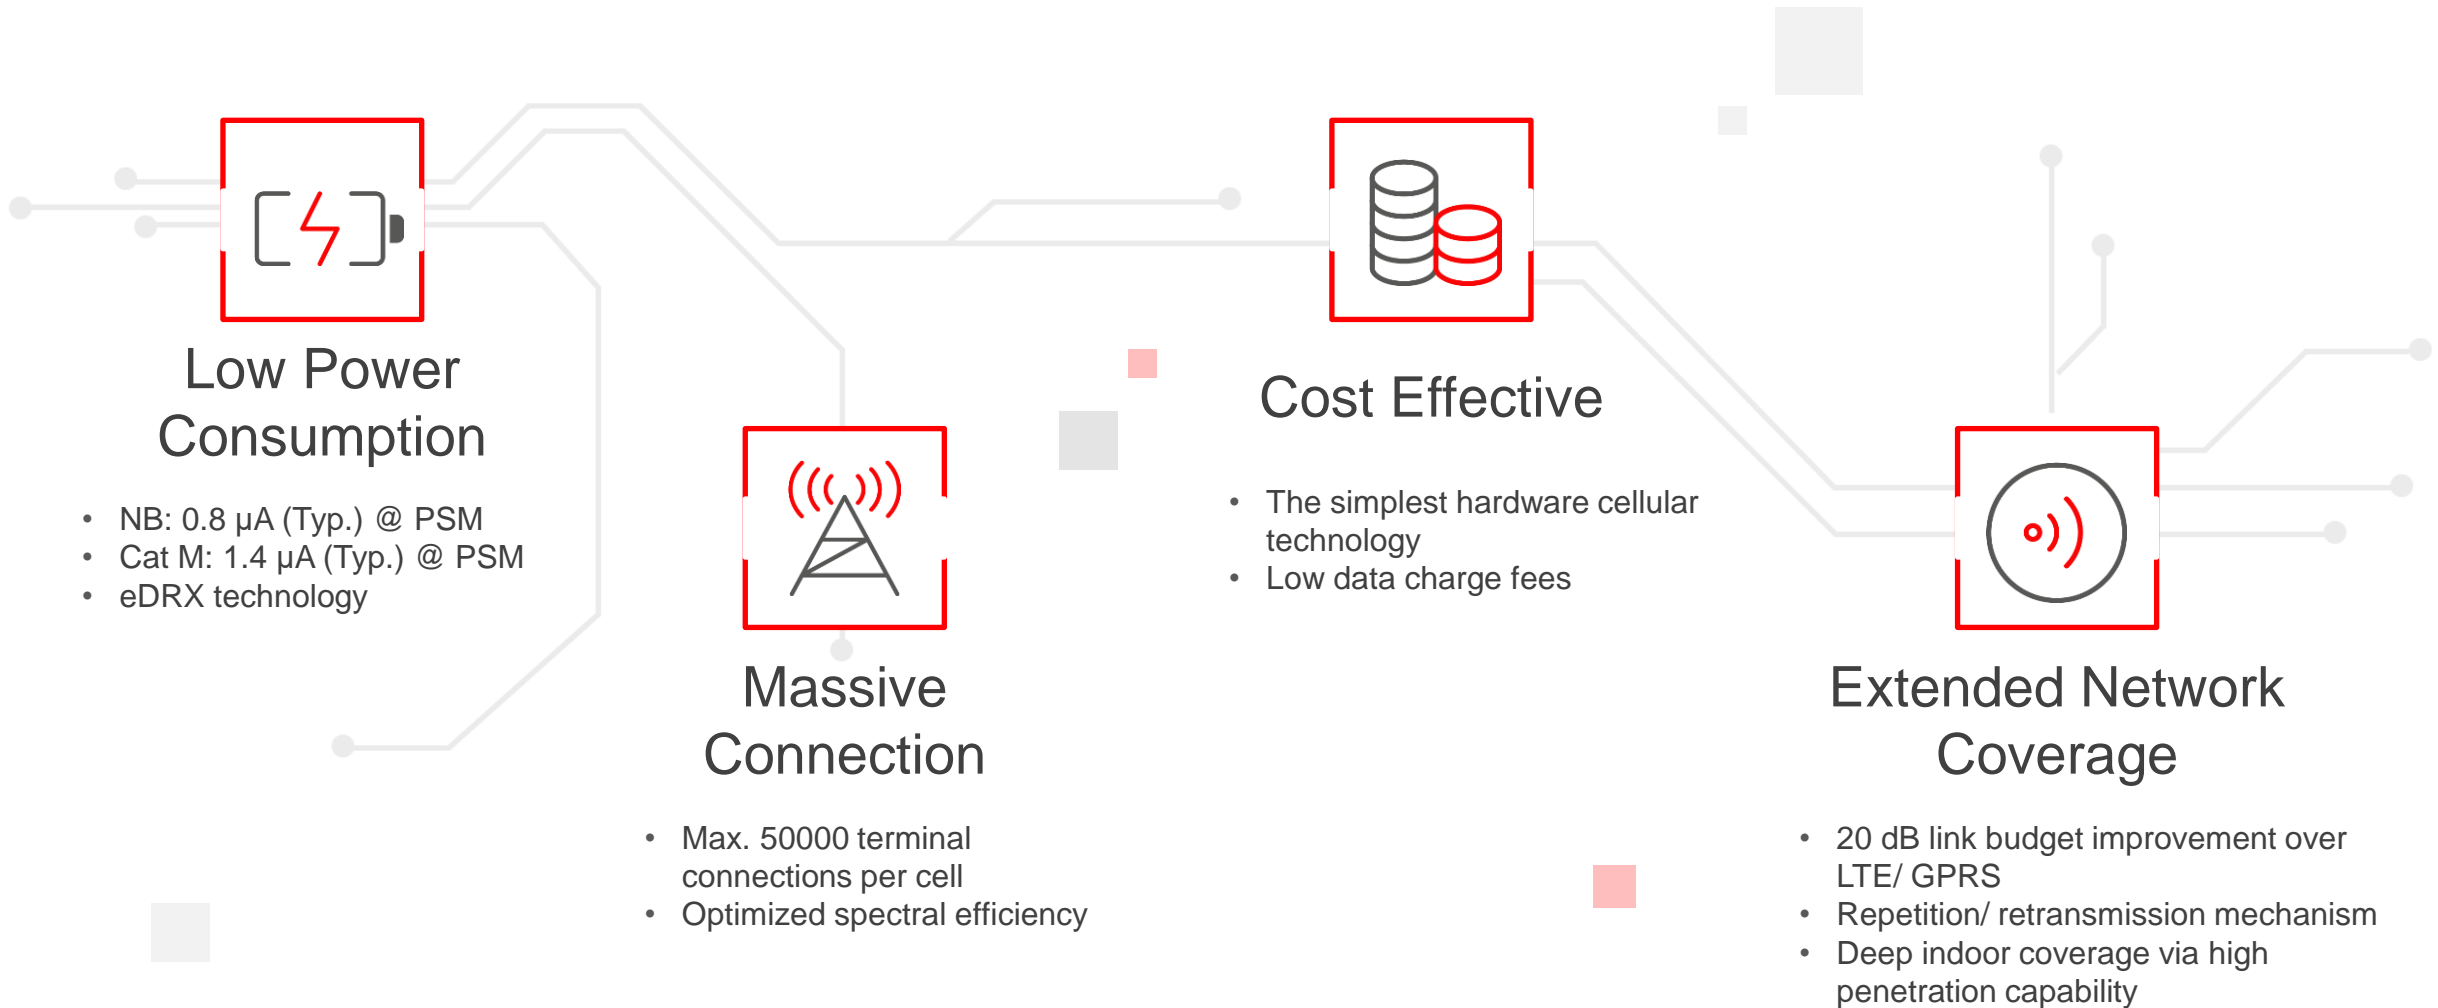 Low Power
Consumption
• NB: 0.8 μA (Typ.) @ PSM
• Cat M: 1.4 μA (Typ.) @ PSM
• eDRX technology
Massive
Connection
• Max. 50000 terminal
connections per cell
• Optimized spectral efficiency
Cost Effective
• The simplest hardware cellular
technology
• Low data charge fees
Extended Network
Coverage
• 20 dB link budget improvement over
LTE/ GPRS
• Repetition/ retransmission mechanism
• Deep indoor coverage via high
penetration capability